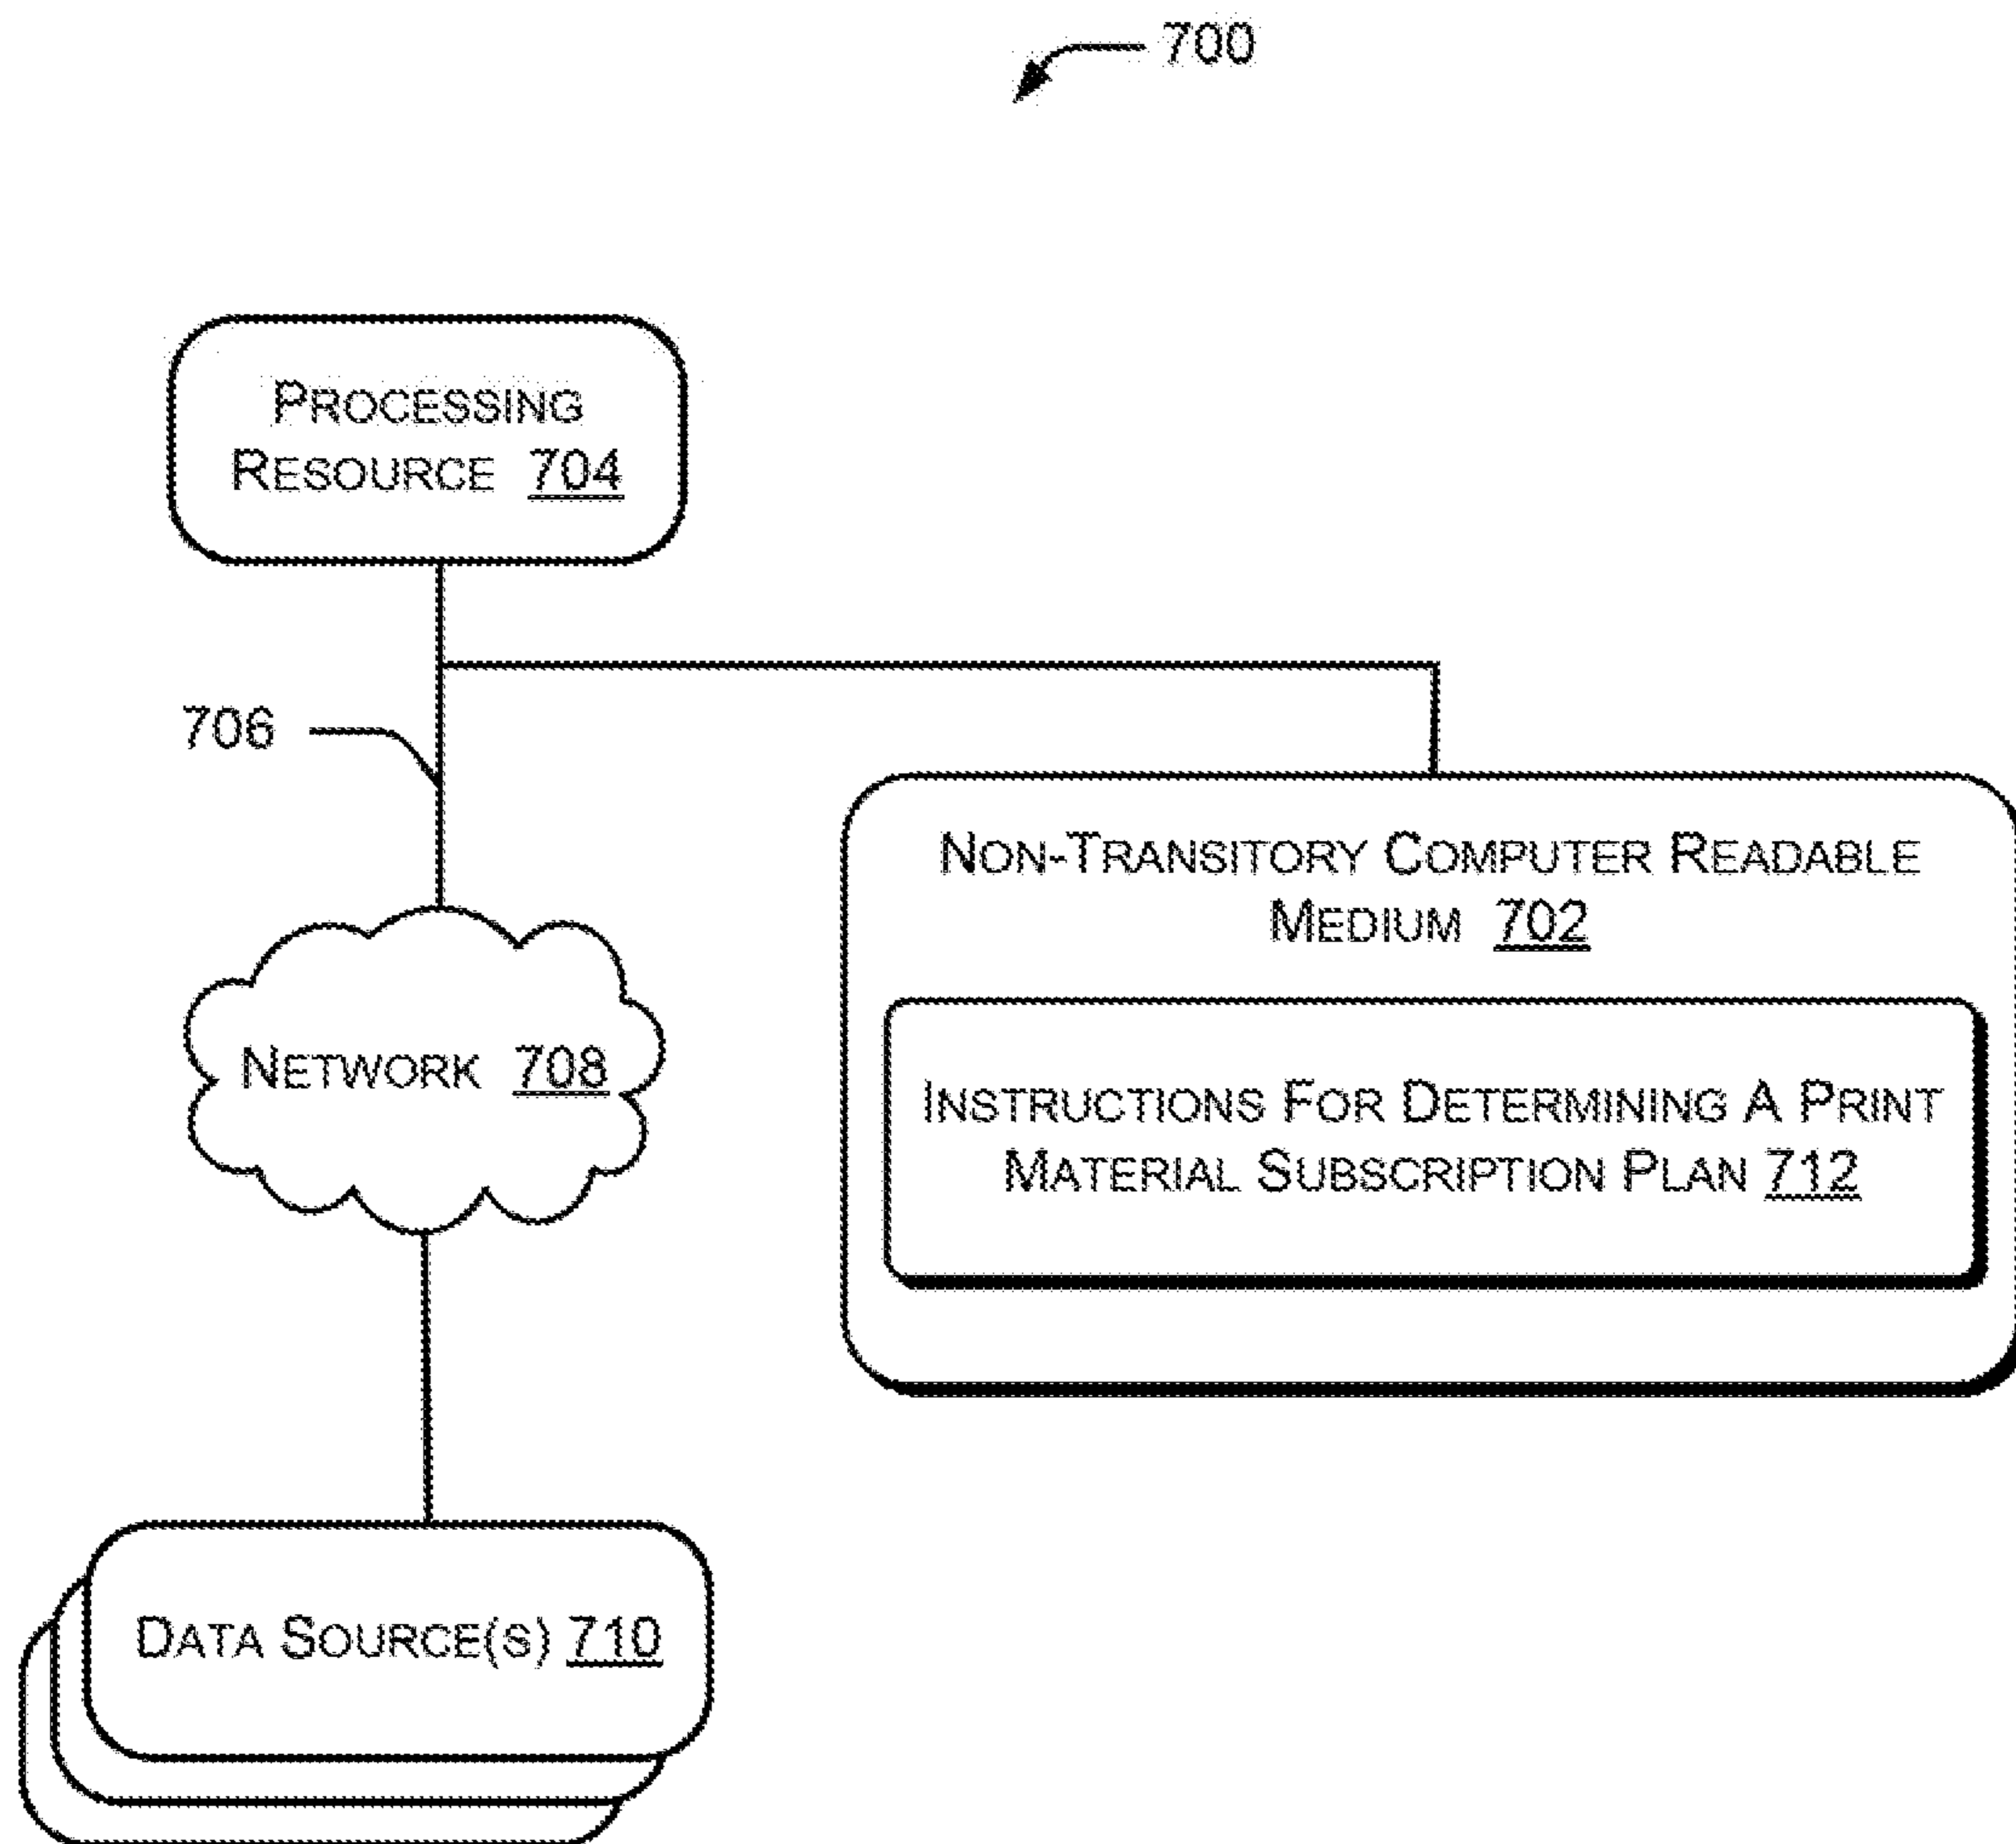 700
PROCESSING
RESOURCE 704
706
NON-TRANSITORY COMPUTER READABLE
MEDIUM 702
NETWORK 708
INSTRUCTIONS FOR DETERMINING A PRINT
MATERIAL SUBSCRIPTION PLAN 712
DATA SOURCE(S) 710